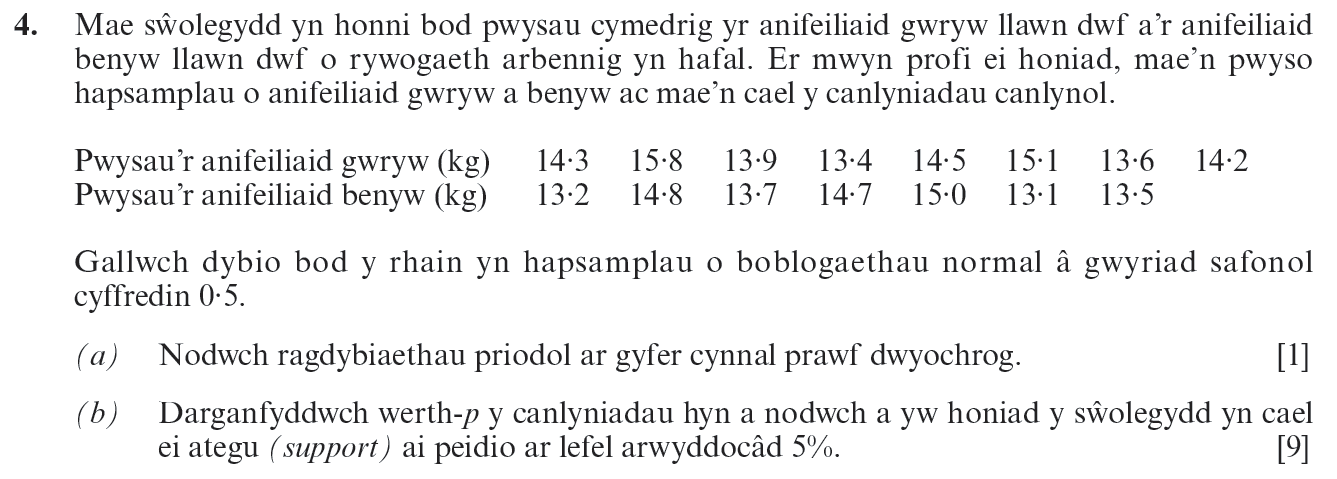 4. Mae sŵolegydd yn honni bod pwysau cymedrig yr anifeiliaid gwryw llawn dwf a'r anifeiliaid
benyw llawn dwf o rywogaeth arbennig yn hafal. Er mwyn profi ei honiad, mae'n pwyso
hapsamplau o anifeiliaid gwryw a benyw ac mae'n cael y canlyniadau canlynol.
Pwysau'r anifeiliaid gwryw (kg) 14·3 15·8 13·9 13·4 14·5 15·1 13·6 14·2
Pwysau'r anifeiliaid benyw (kg) 13·2 14·8 13·7 14·7 15·0 13·1 13·5
Gallwch dybio bod y rhain yn hapsamplau o boblogaethau normal â gwyriad safonol
cyffredin 0·5.
(a) Nodwch ragdybiaethau priodol ar gyfer cynnal prawf dwyochrog. [1]
(b) Darganfyddwch werth-p y canlyniadau hyn a nodwch a yw honiad y sŵolegydd yn cael
ei ategu (support) ai peidio ar lefel arwyddocâd 5%. [9]